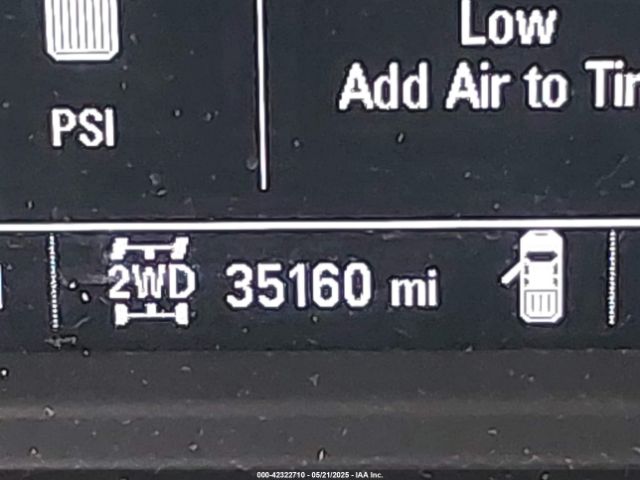 Low
Add Air to Tir
PSI
2WD 35160 mi
000-42322710 - 05/21/2025 - IAA Inc.